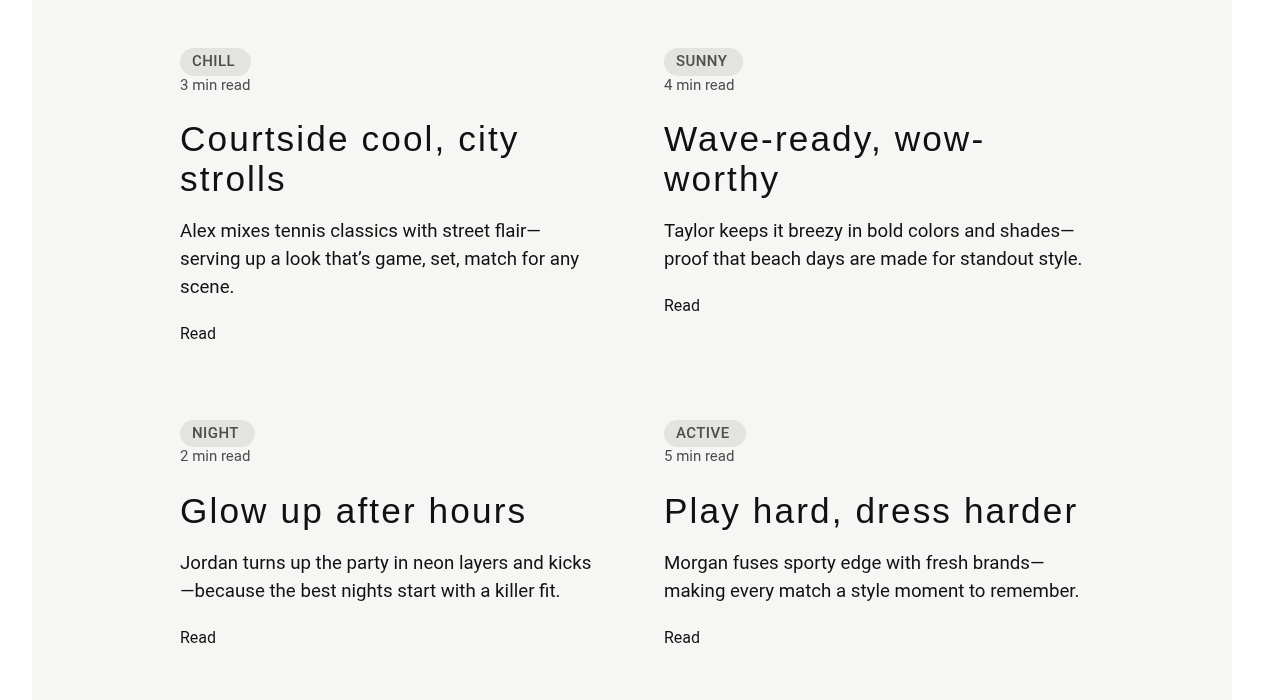 CHILL
3 min read
Courtside cool, city
strolls
Alex mixes tennis classics with street flair—
serving up a look that’s game, set, match for any
scene.
Read
SUNNY
4 min read
Wave-ready, wow-
worthy
Taylor keeps it breezy in bold colors and shades—
proof that beach days are made for standout style.
Read
NIGHT
2 min read
Glow up after hours
Jordan turns up the party in neon layers and kicks
—because the best nights start with a killer fit.
Read
ACTIVE
5 min read
Play hard, dress harder
Morgan fuses sporty edge with fresh brands—
making every match a style moment to remember.
Read